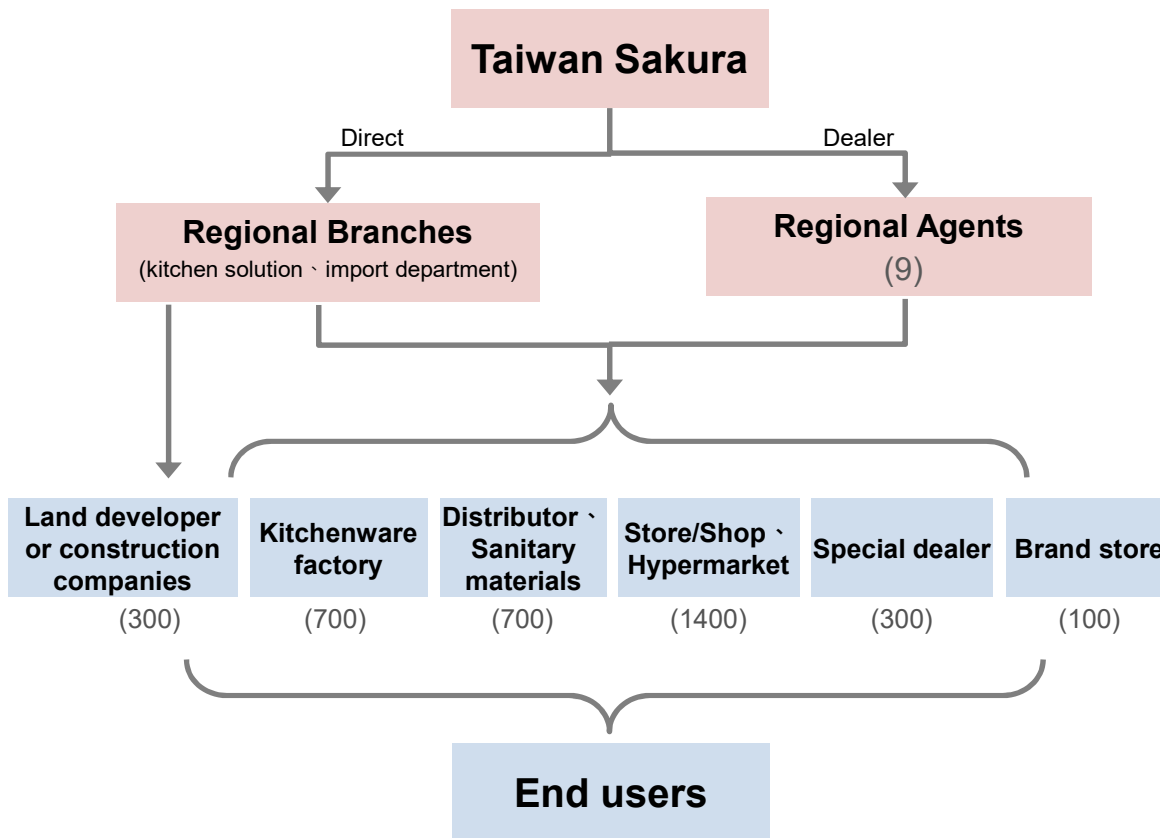 Taiwan Sakura
Direct
Dealer
Regional Branches
(kitchen solution、import department)
Regional Agents
(9)
Land developer
or construction
companies
(300)
Kitchenware
factory
(700)
Distributor、
Sanitary
materials
(700)
Store/Shop、
Hypermarket
(1400)
Special dealer
(300)
Brand store
(100)
End users